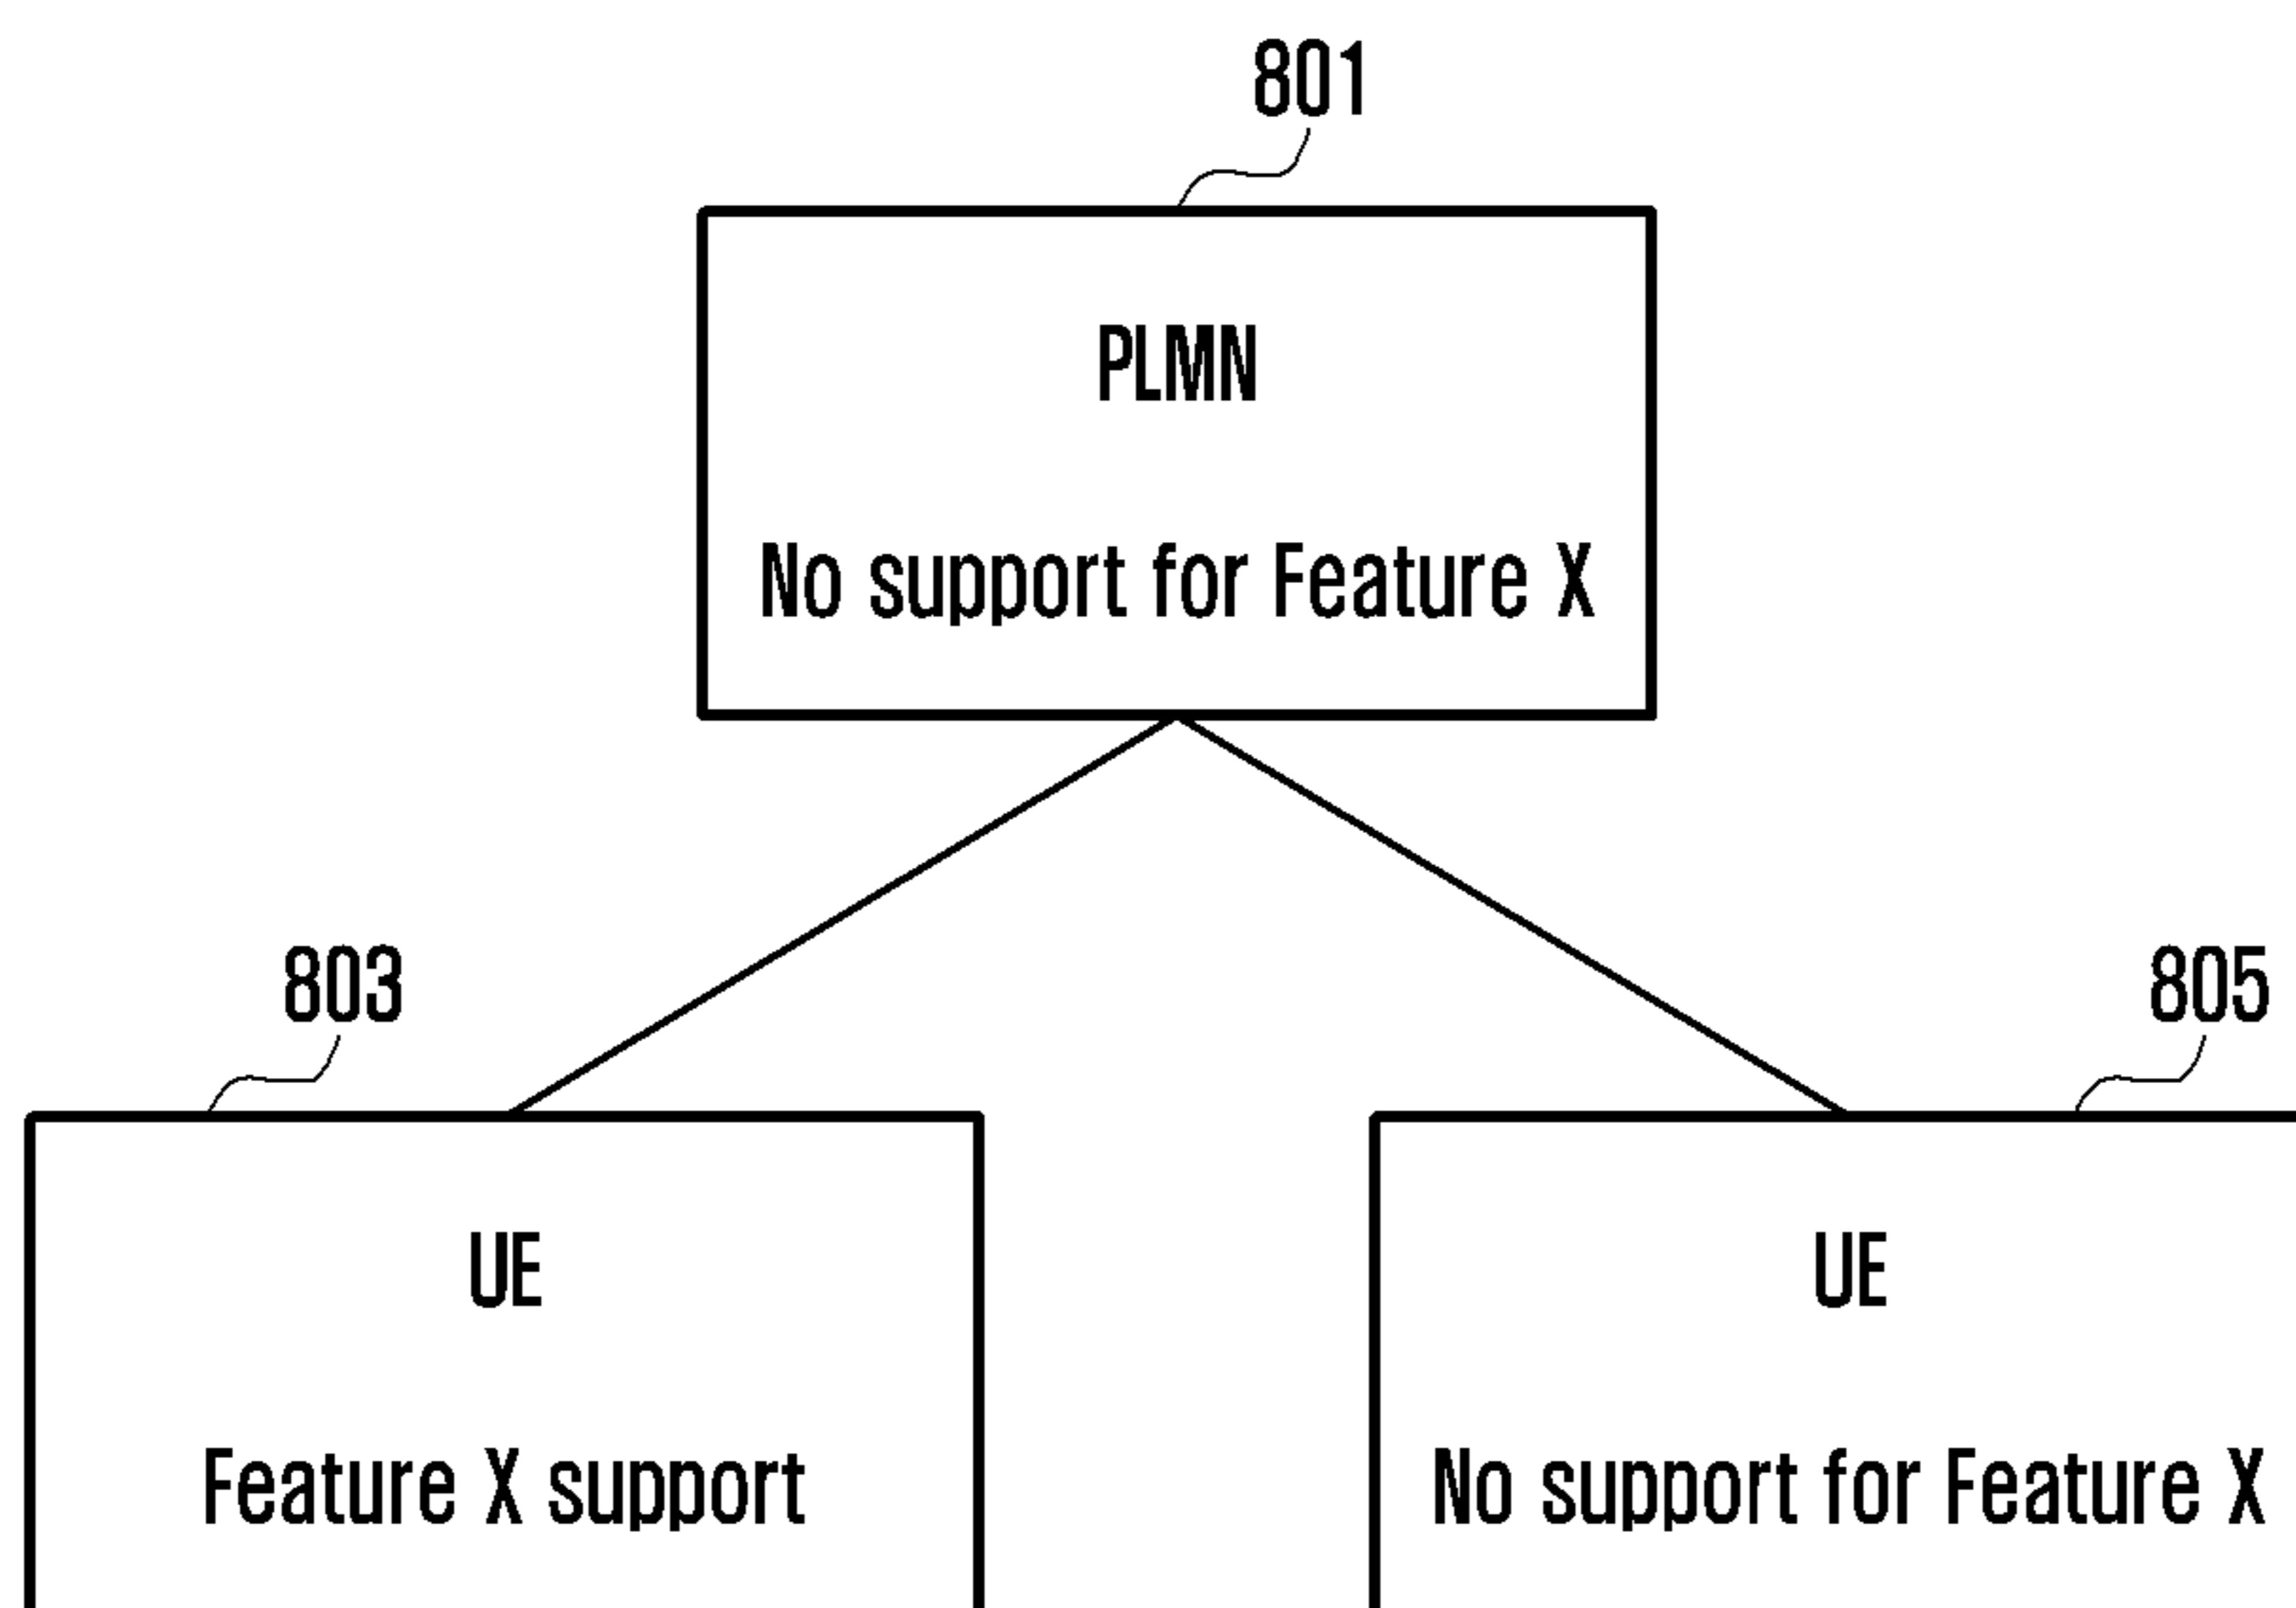 801
PLMN
No support for Feature X
803
805
UE
UE
Feature X support
No support for Feature X